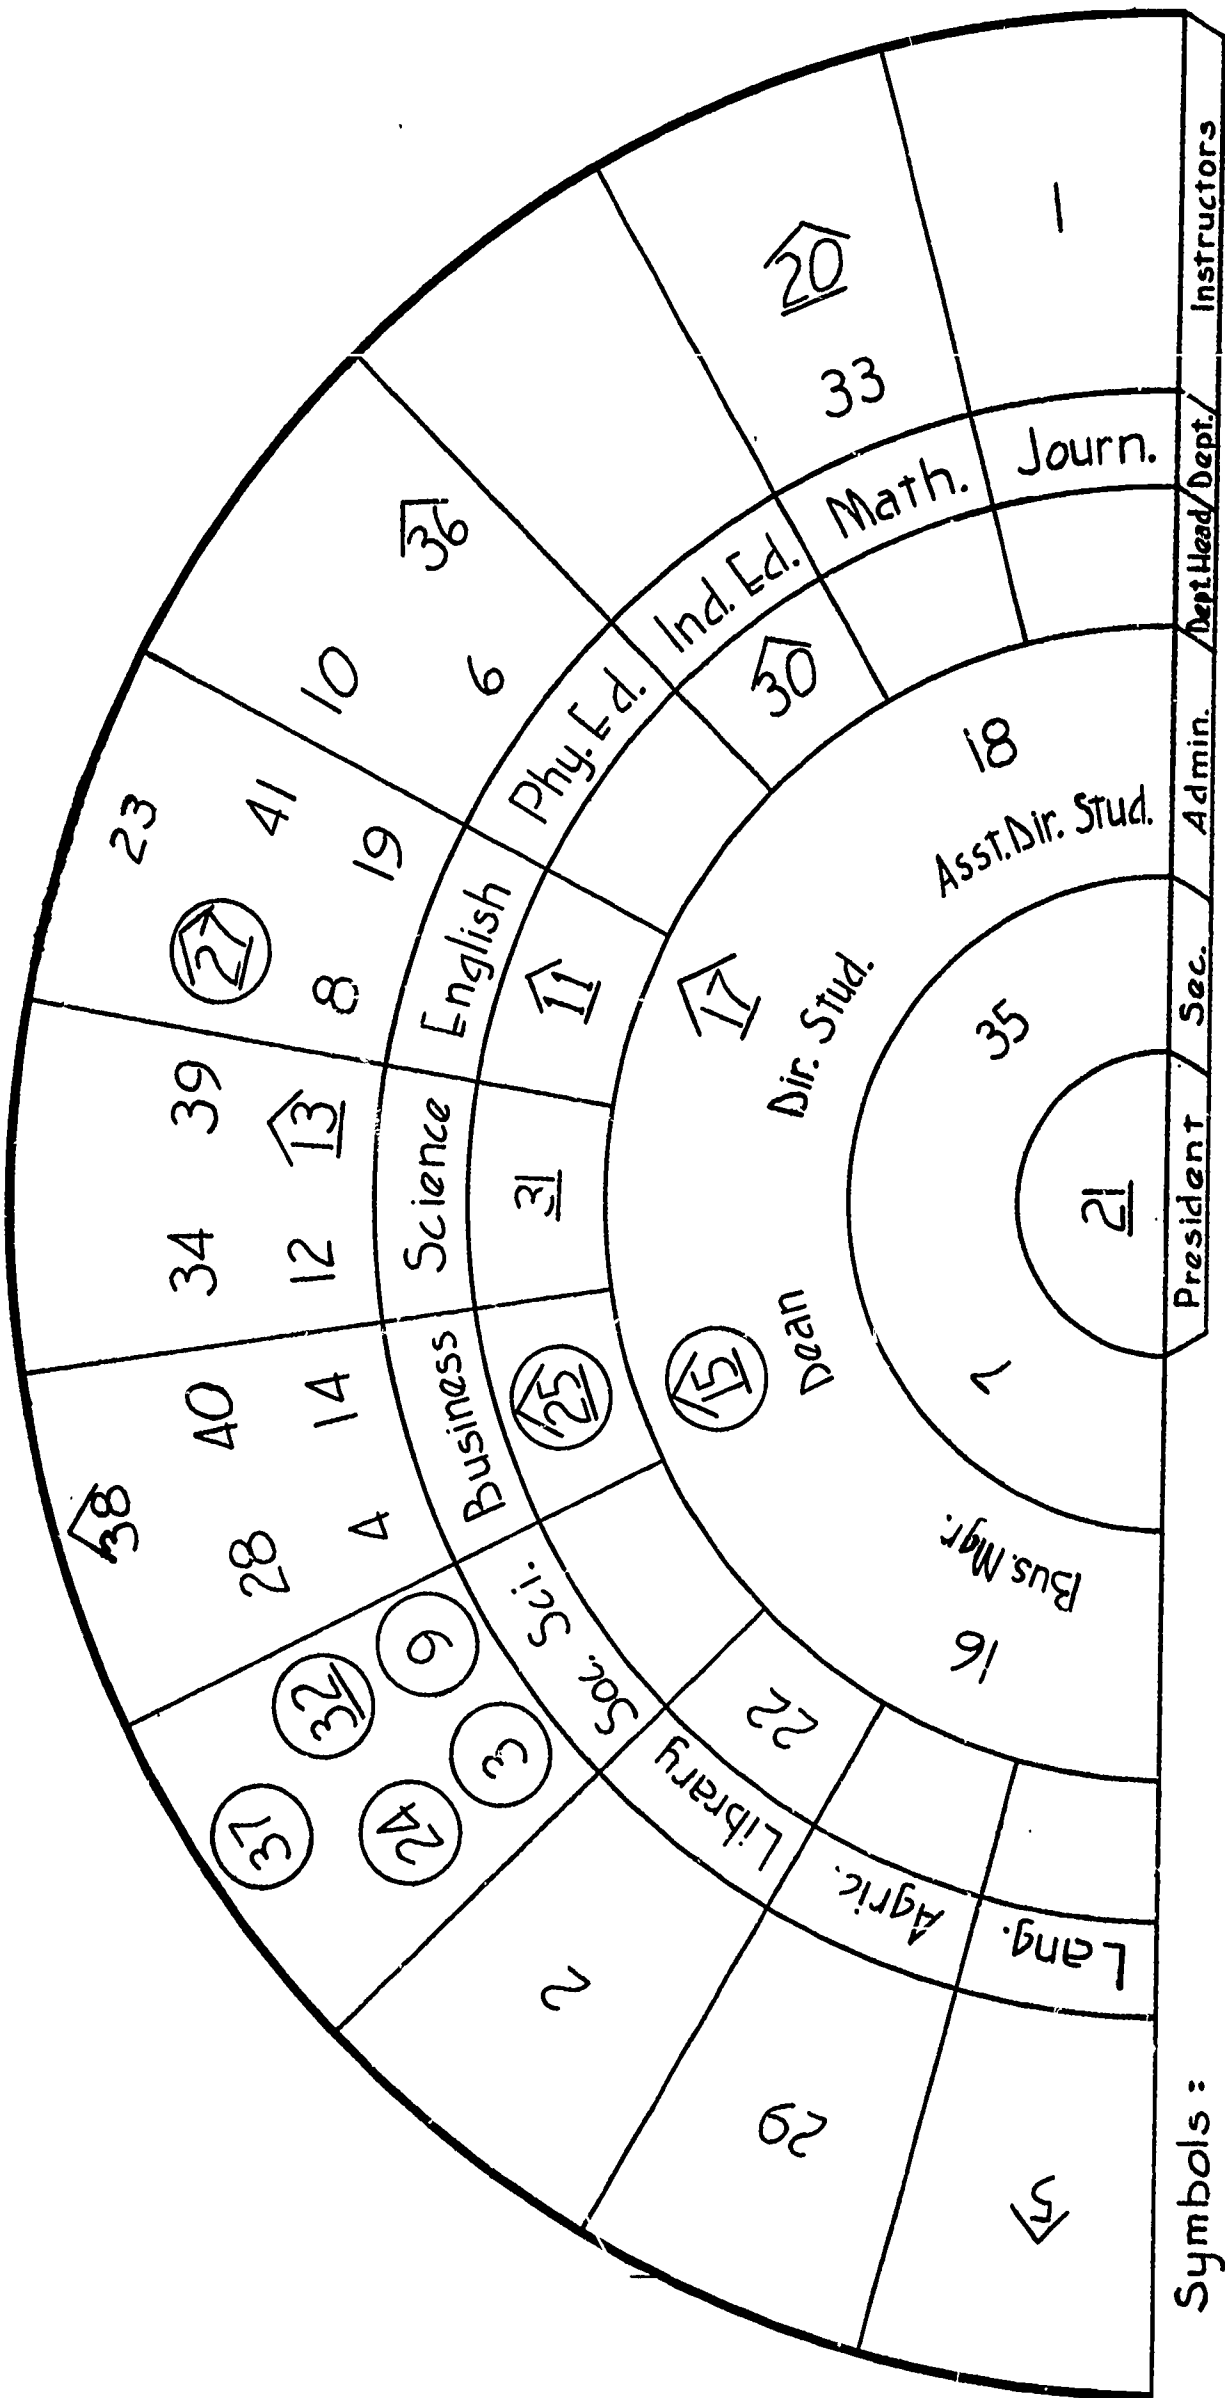 23
41
19
27
8
10
36
6
20
33
1
39
13
34
12
38
40
14
28
4
37
32
9
24
3
2
29
5
Lang.
Agric.
Library
Soc. Sci.
Business
Science
English
Phy. Ed.
Ind. Ed.
Math.
Journ.
22
25
31
11
30
16
Bus. Mgr.
15
Dean
17
Dir. Stud.
18
Asst. Dir. Stud.
7
35
21
President
Sec.
Admin.
Dept Head
Dept.
Instructors
Symbols: